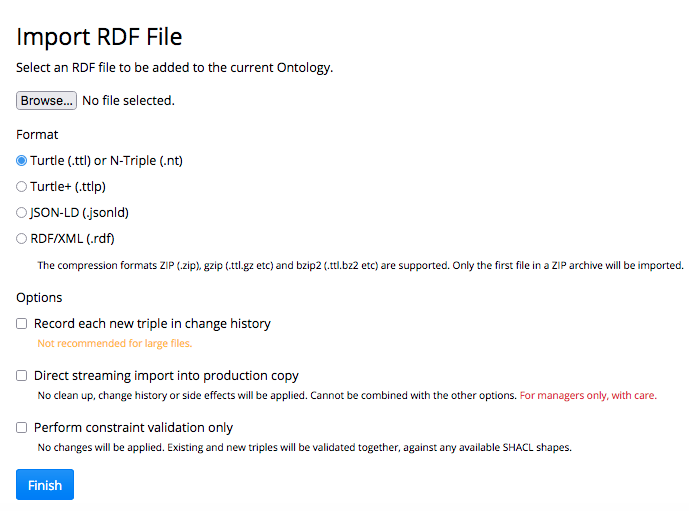 Import RDF File
Select an RDF file to be added to the current Ontology.
Browse... No file selected.
Format
Turtle (.ttl) or N-Triple (.nt)
Turtle+ (.ttlp)
JSON-LD (.jsonld)
RDF/XML (.rdf)
The compression formats ZIP (.zip), gzip (.ttl.gz etc) and bzip2 (.ttl.bz2 etc) are supported. Only the first file in a ZIP archive will be imported.
Options
Record each new triple in change history
Not recommended for large files.
Direct streaming import into production copy
No clean up, change history or side effects will be applied. Cannot be combined with the other options. For managers only, with care.
Perform constraint validation only
No changes will be applied. Existing and new triples will be validated together, against any available SHACL shapes.
Finish